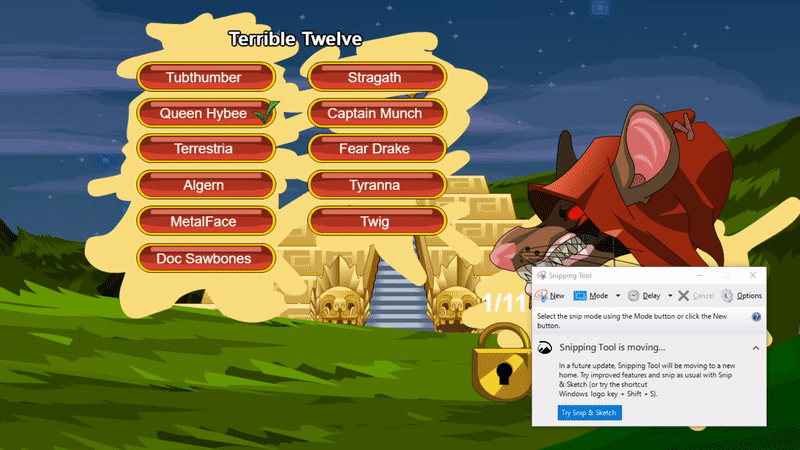 Terrible Twelve
Tubthumber
Stragath
Queen Hybee
Captain Munch
Terrestria
Fear Drake
Algern
Tyranna
MetalFace
Twig
Doc Sawbones
1/11
Snipping Tool
New Mode Delay Cancel Options
Select the snip mode using the Mode button or click the New
button.
Snipping Tool is moving...
In a future update, Snipping Tool will be moving to a new
home. Try improved features and snip as usual with Snip
& Sketch (or try the shortcut
Windows logo key + Shift + S).
Try Snip & Sketch